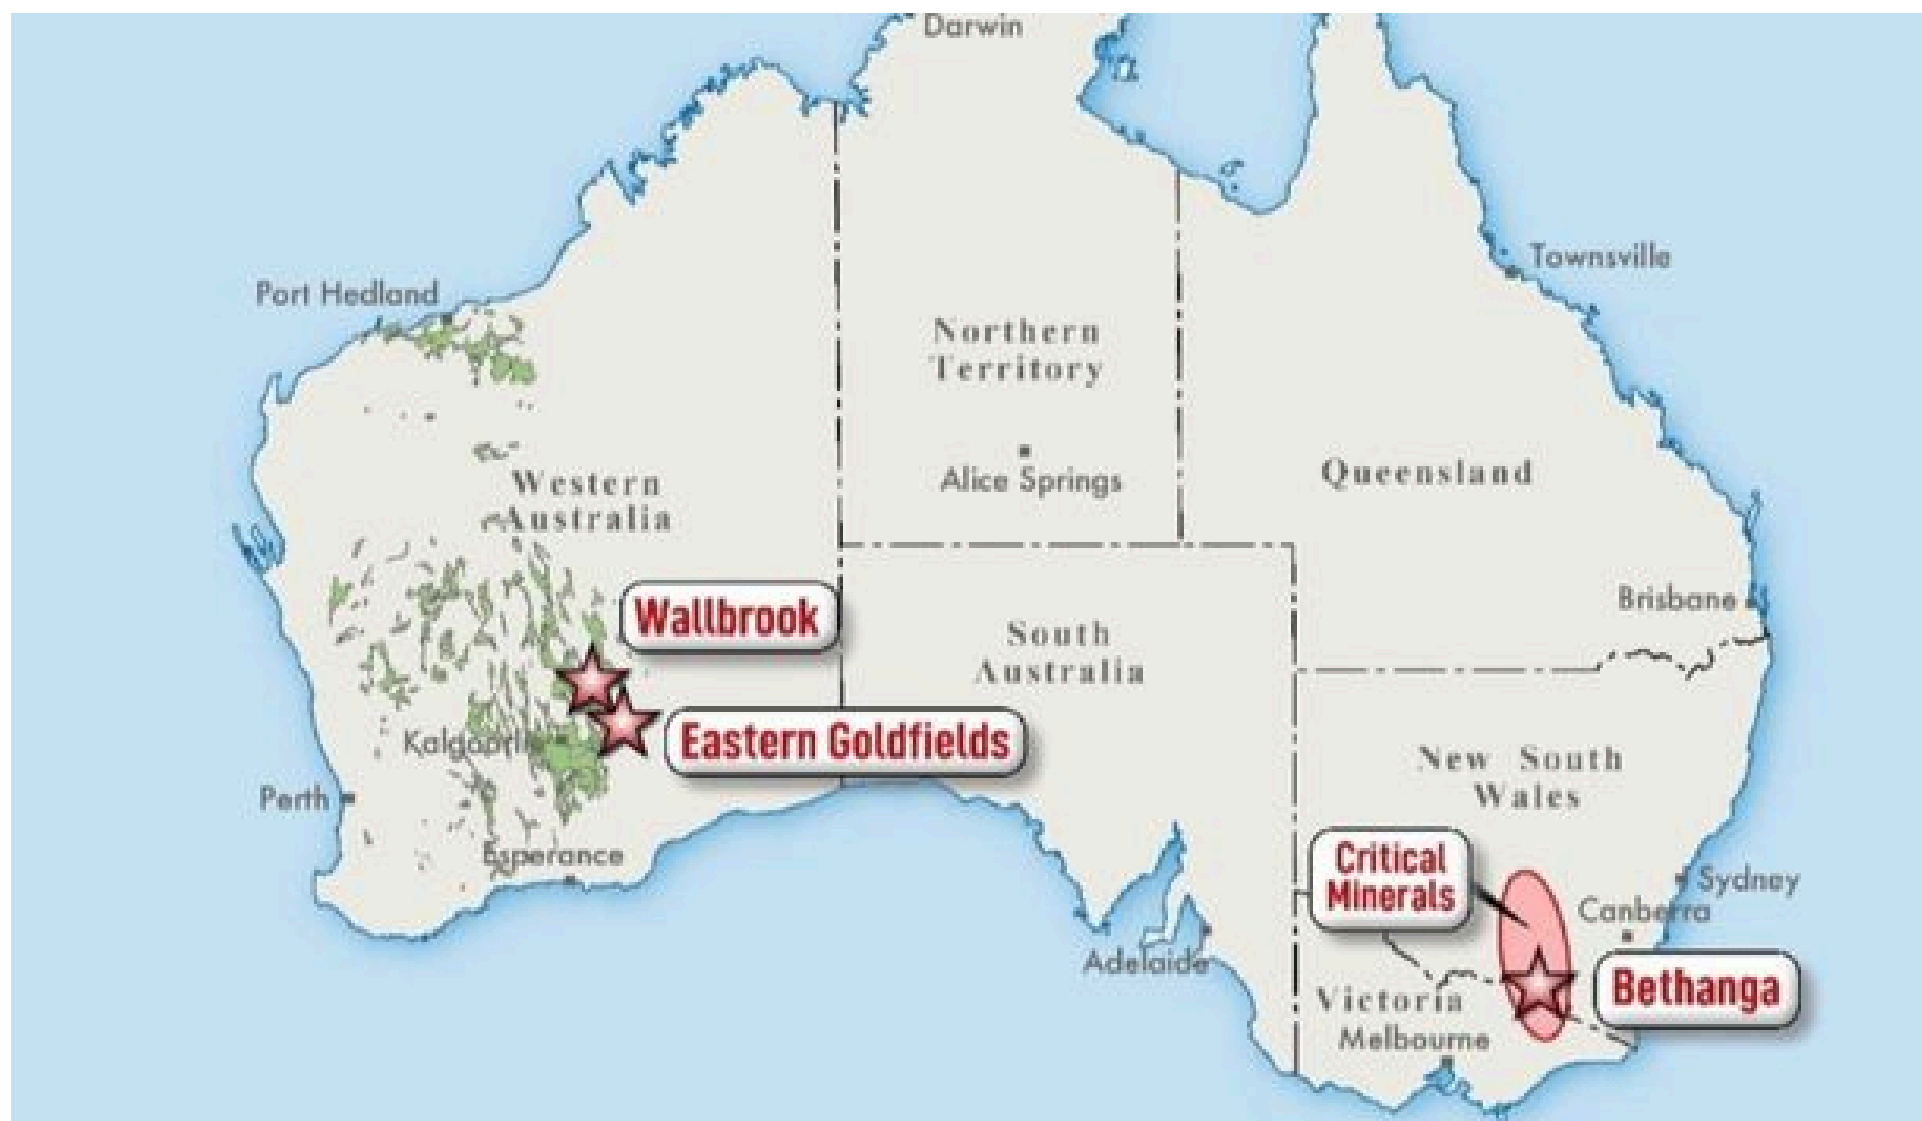 Darwin
Townsville
Port Hedland
Northern
Territory
Alice Springs
Queensland
Western
Australia
Brisbane
Wallbrook
South
Australia
Eastern Goldfields
Kalgoorlie
New South
Wales
Perth
Esperance
Critical
Minerals
Sydney
Canberra
Adelaide
Bethanga
Victoria
Melbourne